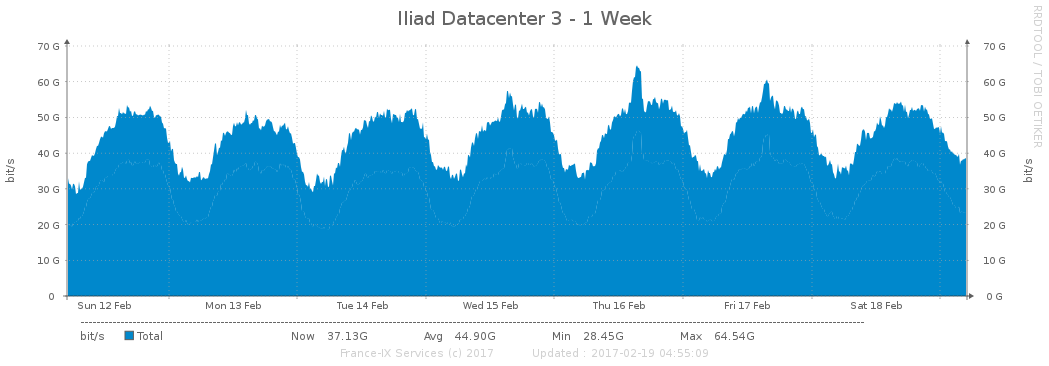 Iliad Datacenter 3 - 1 Week
RRDTOOL / TOBI OETIKER
70 G 70 G
60 G 60 G
50 G 50 G
40 G 40 G
30 G 30 G
20 G 20 G
10 G 10 G
0 0 G
bit/s bit/s
Sun 12 Feb Mon 13 Feb Tue 14 Feb Wed 15 Feb Thu 16 Feb Fri 17 Feb Sat 18 Feb
bit/s Total Now 37.13G Avg 44.90G Min 28.45G Max 64.54G
France-IX Services (c) 2017 Updated : 2017-02-19 04:55:09